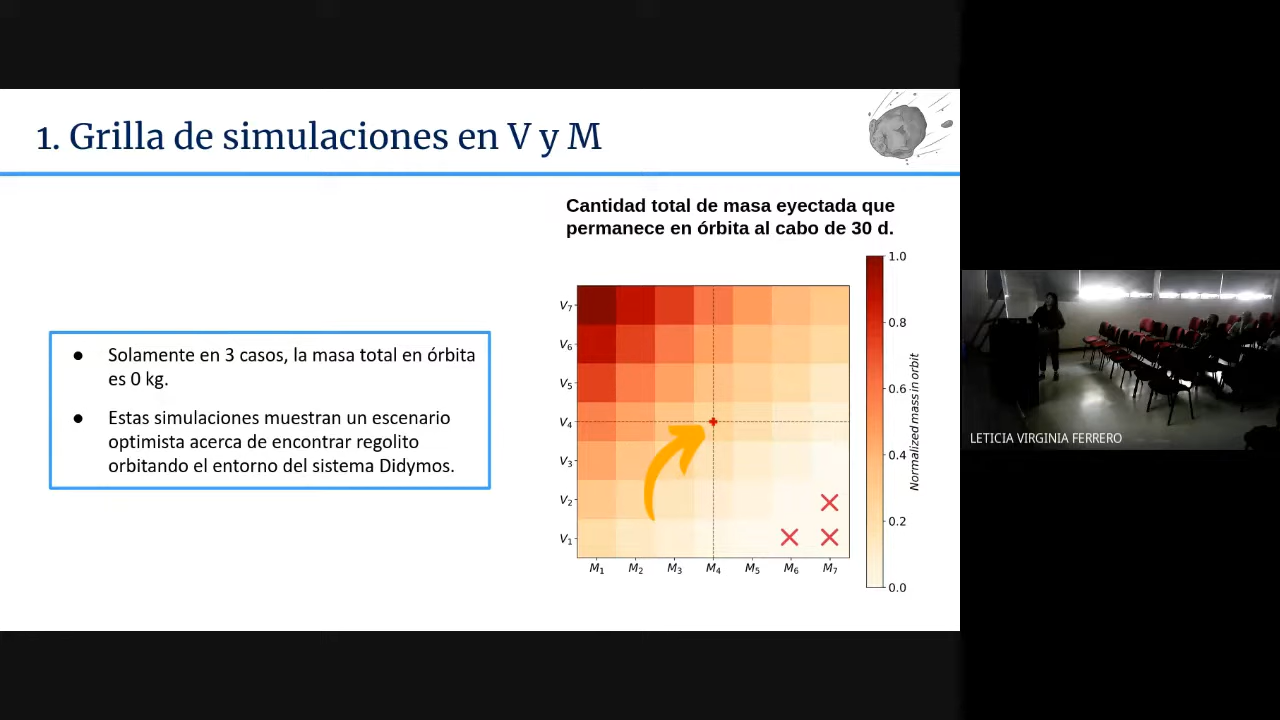 1. Grilla de simulaciones en V y M
Cantidad total de masa eyectada que
permanece en órbita al cabo de 30 d.
● Solamente en 3 casos, la masa total en órbita
es 0 kg.
● Estas simulaciones muestran un escenario
optimista acerca de encontrar regolito
orbitando el entorno del sistema Didymos.
V7
V6
V5
V4
V3
V2
V1
M1 M2 M3 M4 M5 M6 M7
1.0
0.8
0.6
0.4
0.2
0.0
Normalized mass in orbit
LETICIA VIRGINIA FERRERO